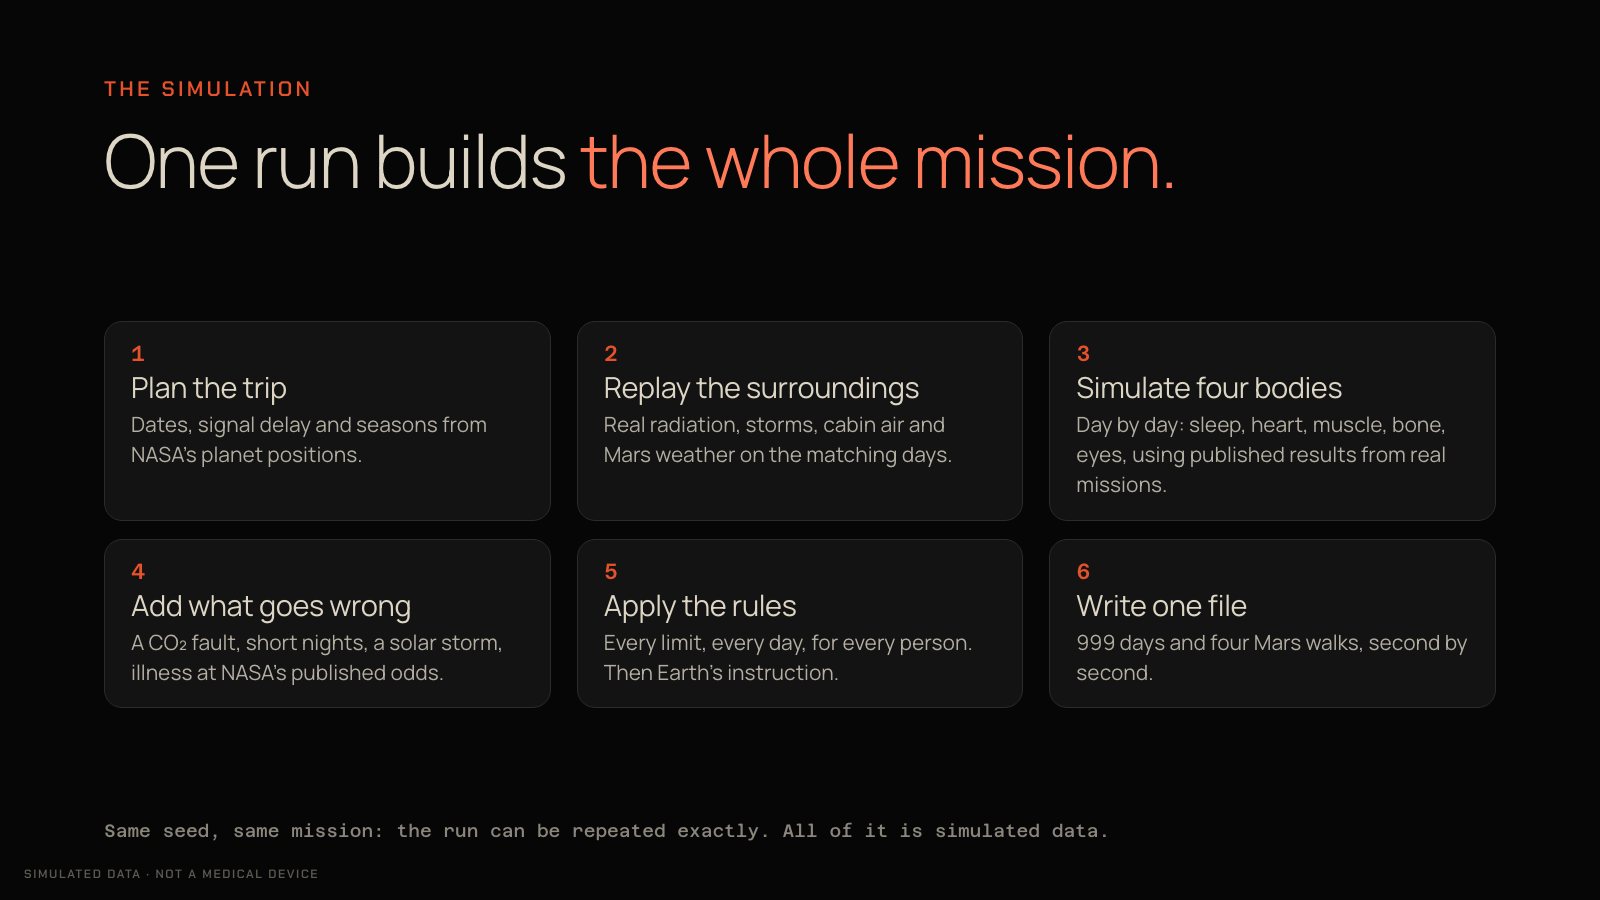 THE SIMULATION
One run builds the whole mission.
1
Plan the trip
Dates, signal delay and seasons from
NASA’s planet positions.
2
Replay the surroundings
Real radiation, storms, cabin air and
Mars weather on the matching days.
3
Simulate four bodies
Day by day: sleep, heart, muscle, bone,
eyes, using published results from real
missions.
4
Add what goes wrong
A CO₂ fault, short nights, a solar storm,
illness at NASA’s published odds.
5
Apply the rules
Every limit, every day, for every person.
Then Earth’s instruction.
6
Write one file
999 days and four Mars walks, second by
second.
Same seed, same mission: the run can be repeated exactly. All of it is simulated data.
SIMULATED DATA · NOT A MEDICAL DEVICE